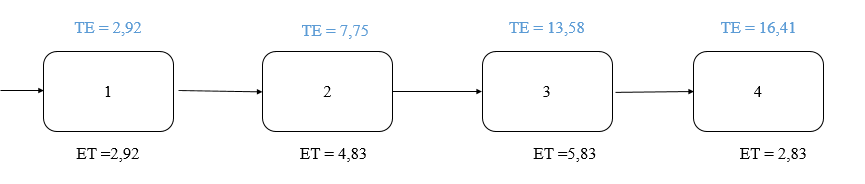 TE = 2,92
TE = 7,75
TE = 13,58
TE = 16,41
1
2
3
4
ET =2,92
ET = 4,83
ET =5,83
ET = 2,83